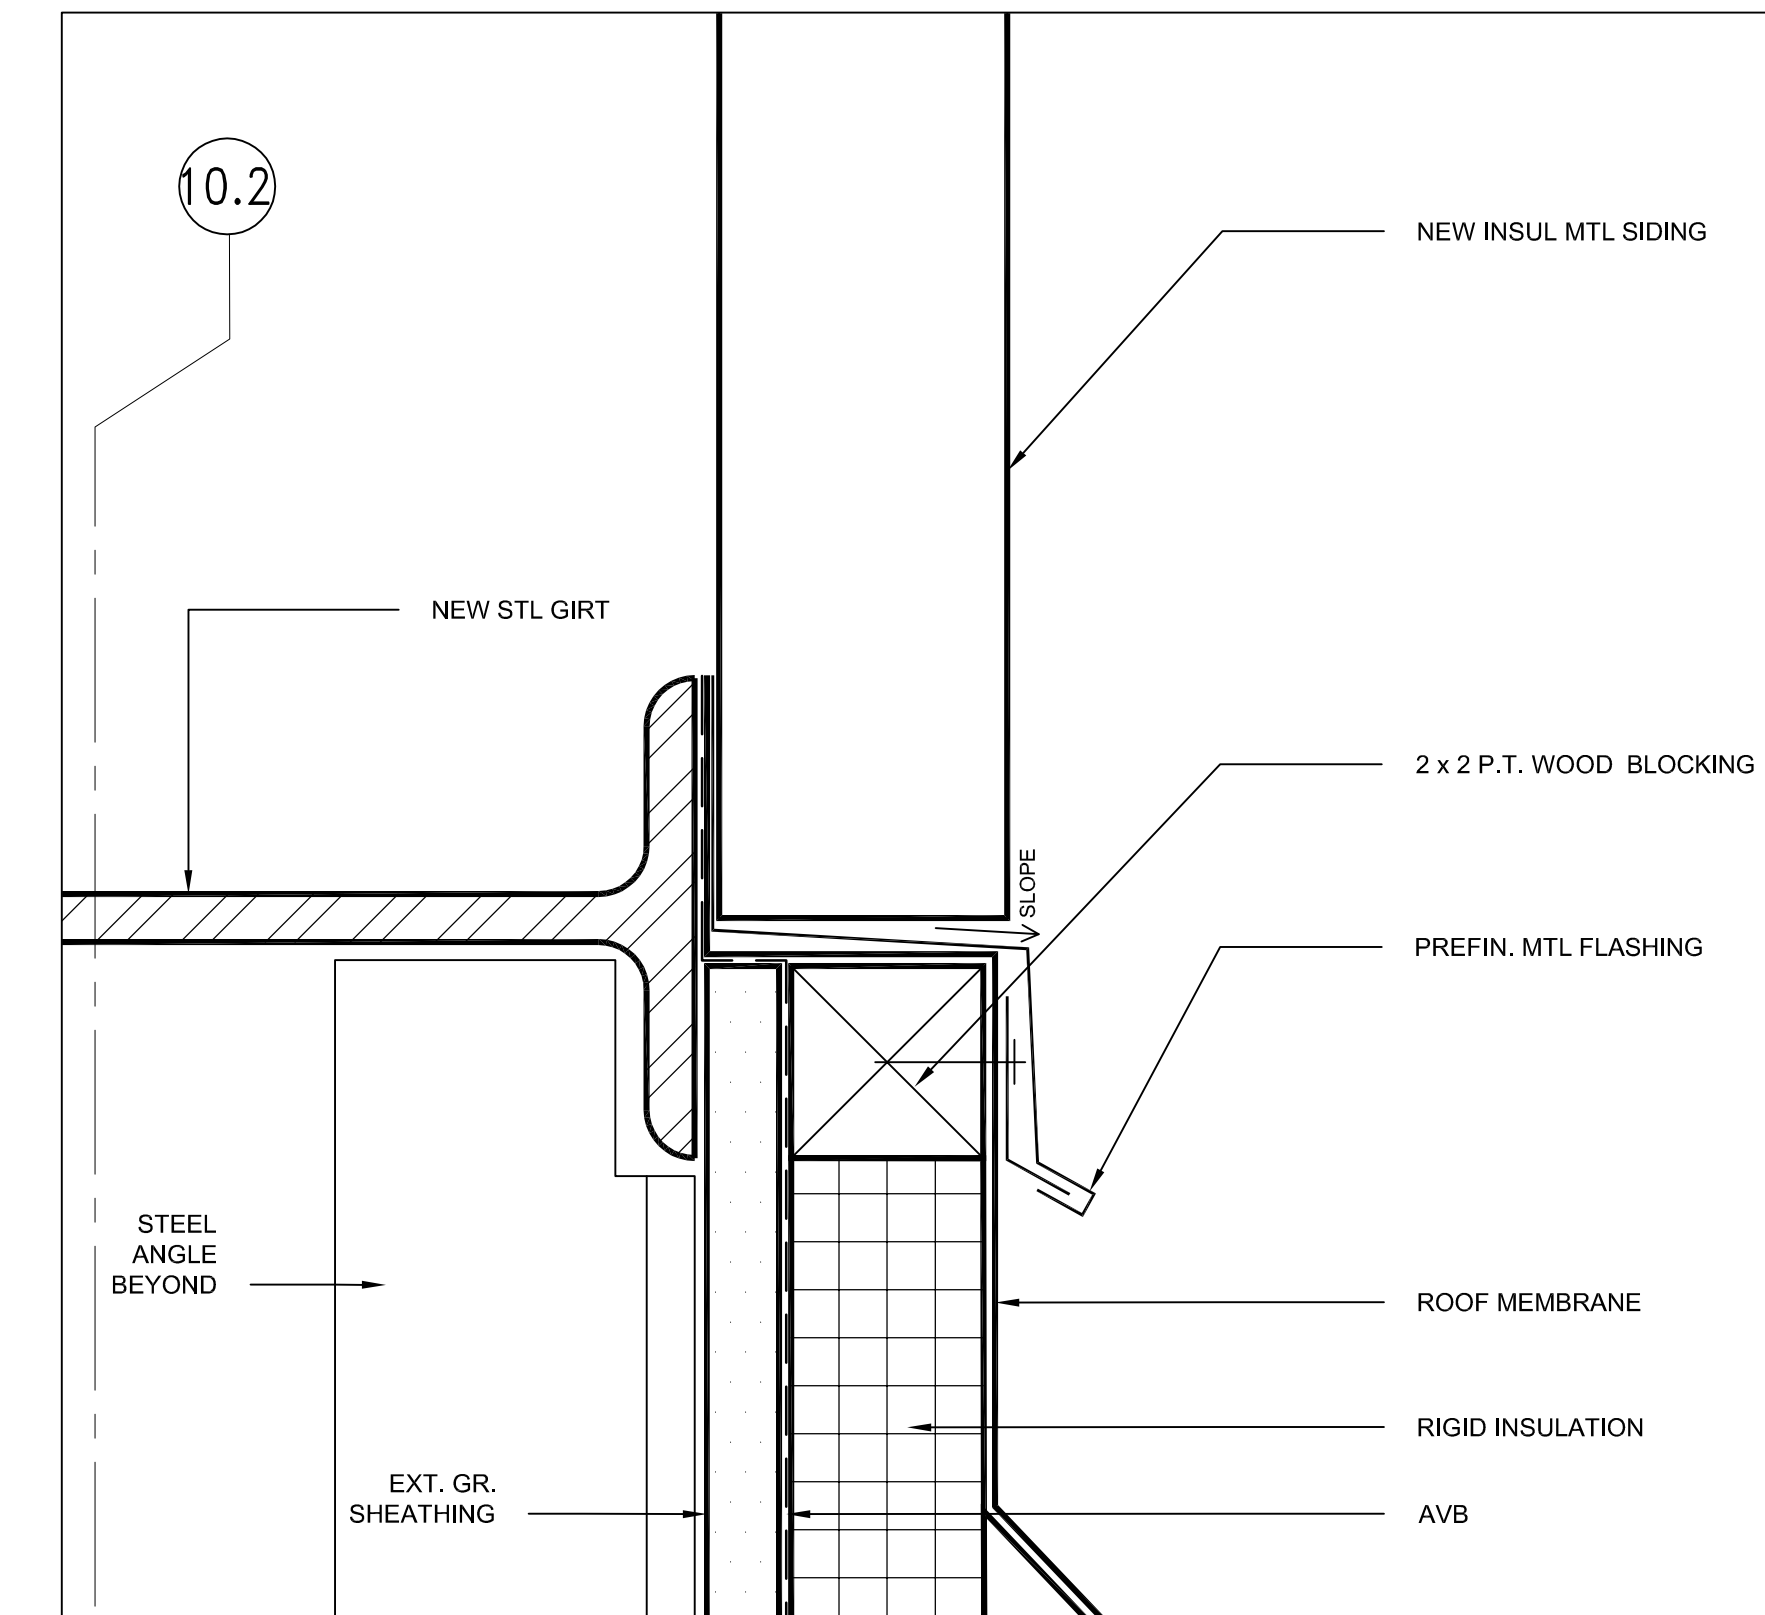 10.2
NEW INSUL MTL SIDING
NEW STL GIRT
2 x 2 P.T. WOOD BLOCKING
SLOPE
PREFIN. MTL FLASHING
STEEL
ANGLE
BEYOND
ROOF MEMBRANE
RIGID INSULATION
EXT. GR.
SHEATHING
AVB